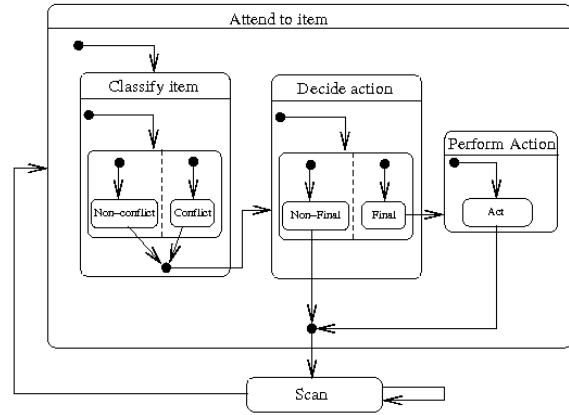 Attend to item
Classify item
Decide action
Perform Action
Non-conflict
Conflict
Non-Final
Final
Act
Scan